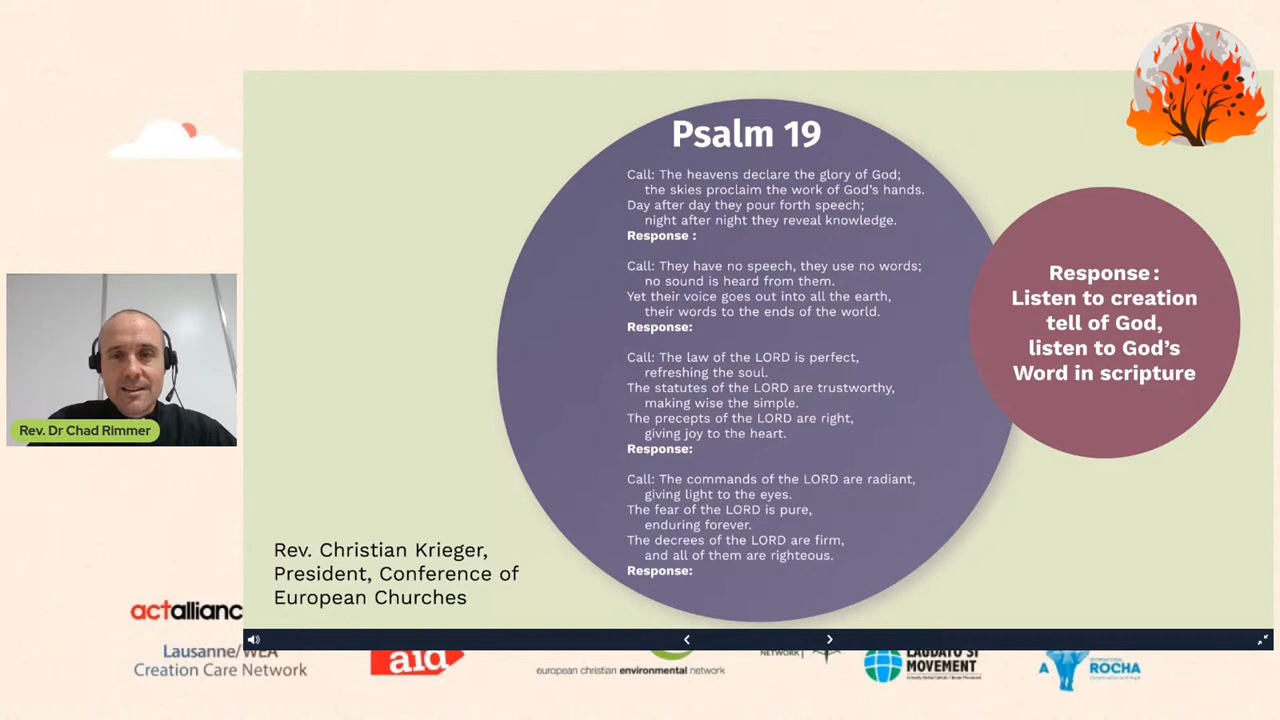 Psalm 19
Call: The heavens declare the glory of God;
the skies proclaim the work of God's hands.
Day after day they pour forth speech;
night after night they reveal knowledge.
Response :
Call: They have no speech, they use no words;
no sound is heard from them.
Yet their voice goes out into all the earth,
their words to the ends of the world.
Response:
Call: The law of the LORD is perfect,
refreshing the soul.
The statutes of the LORD are trustworthy,
making wise the simple.
The precepts of the LORD are right,
giving joy to the heart.
Response:
Call: The commands of the LORD are radiant,
giving light to the eyes.
The fear of the LORD is pure,
enduring forever.
The decrees of the LORD are firm,
and all of them are righteous.
Response:
Response:
Listen to creation
tell of God,
listen to God's
Word in scripture
Rev. Dr Chad Rimmer
Rev. Christian Krieger,
President, Conference of
European Churches
actallianc
Lausanne/WEA
Creation Care Network
aid
european christian environmental network
NETWORK
LAUDATO SI'
MOVEMENT
A
ROCHA